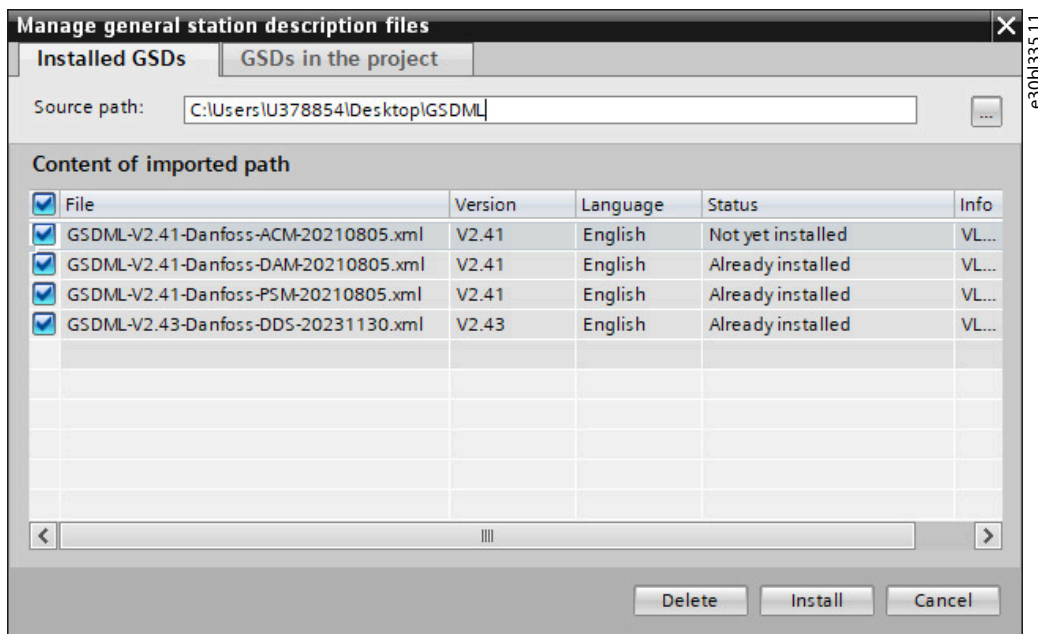 Manage general station description files
Installed GSDs GSDs in the project
Source path: C:\Users\U378854\Desktop\GSDML ...
Content of imported path
File Version Language Status Info
GSDML-V2.41-Danfoss-ACM-20210805.xml V2.41 English Not yet installed VL...
GSDML-V2.41-Danfoss-DAM-20210805.xml V2.41 English Already installed VL...
GSDML-V2.41-Danfoss-PSM-20210805.xml V2.41 English Already installed VL...
GSDML-V2.43-Danfoss-DDS-20231130.xml V2.43 English Already installed VL...
Delete Install Cancel
e30bl335.11